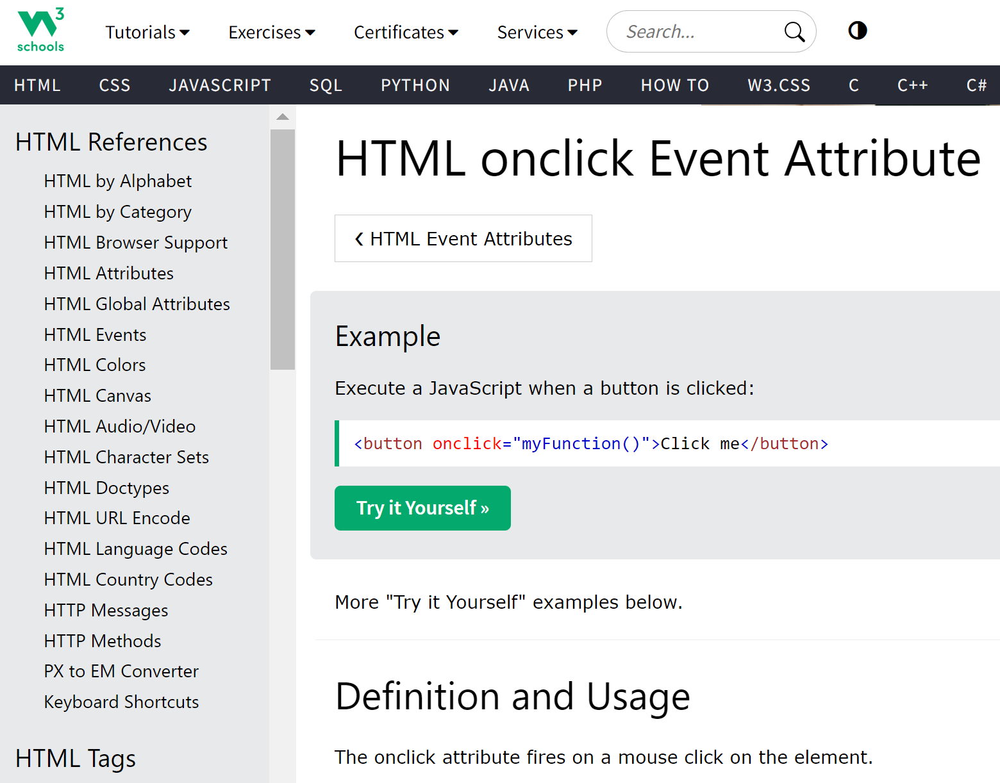 3
schools
Tutorials Exercises Certificates Services Search...
HTML CSS JAVASCRIPT SQL PYTHON JAVA PHP HOW TO W3.CSS C C++ C#
HTML References
HTML by Alphabet
HTML by Category
HTML Browser Support
HTML Attributes
HTML Global Attributes
HTML Events
HTML Colors
HTML Canvas
HTML Audio/Video
HTML Character Sets
HTML Doctypes
HTML URL Encode
HTML Language Codes
HTML Country Codes
HTTP Messages
HTTP Methods
PX to EM Converter
Keyboard Shortcuts
HTML Tags
HTML onclick Event Attribute
❮ HTML Event Attributes
Example
Execute a JavaScript when a button is clicked:
<button onclick="myFunction()">Click me</button>
Try it Yourself »
More "Try it Yourself" examples below.
Definition and Usage
The onclick attribute fires on a mouse click on the element.